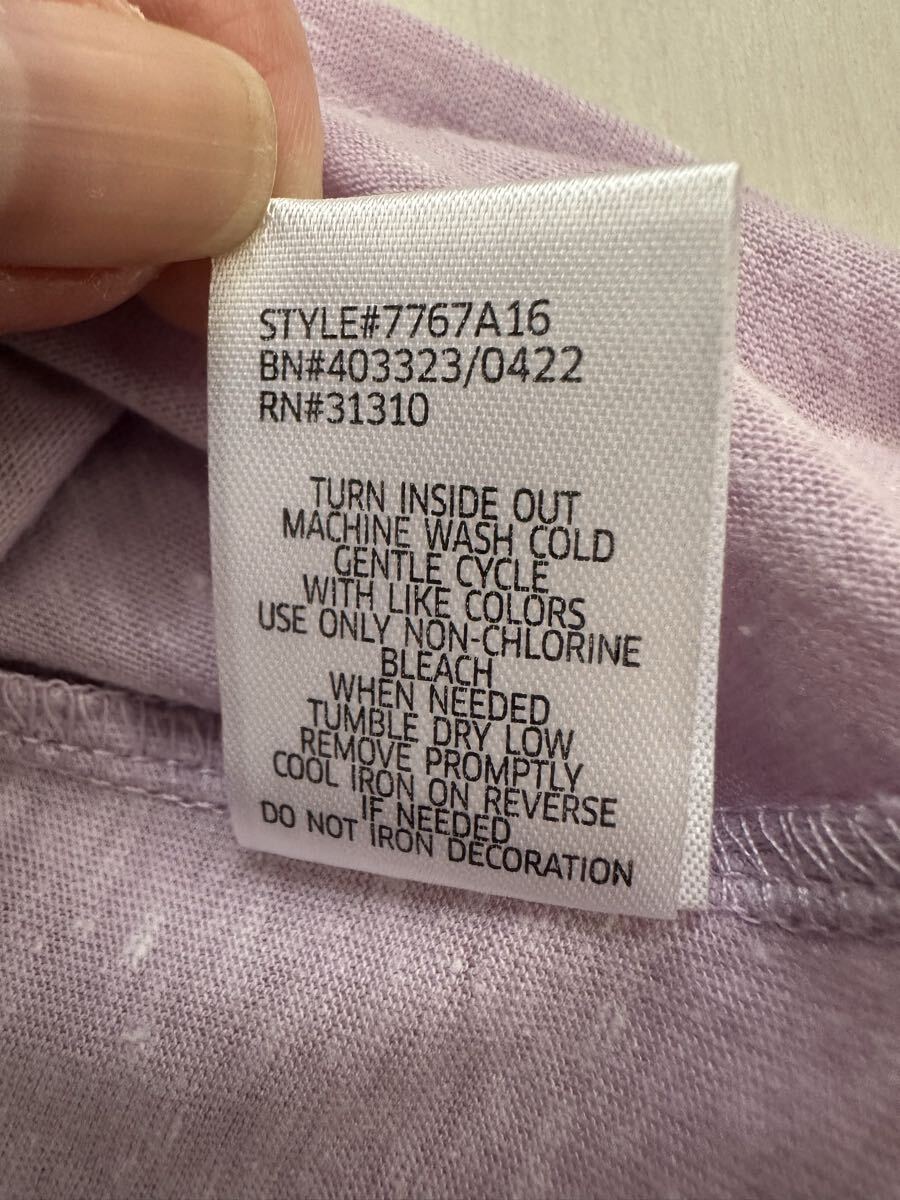 STYLE#7767A16
BN#403323/0422
RN#31310
TURN INSIDE OUT
MACHINE WASH COLD
GENTLE CYCLE
WITH LIKE COLORS
USE ONLY NON-CHLORINE
BLEACH
WHEN NEEDED
TUMBLE DRY LOW
REMOVE PROMPTLY
COOL IRON ON REVERSE
IF NEEDED
DO NOT IRON DECORATION